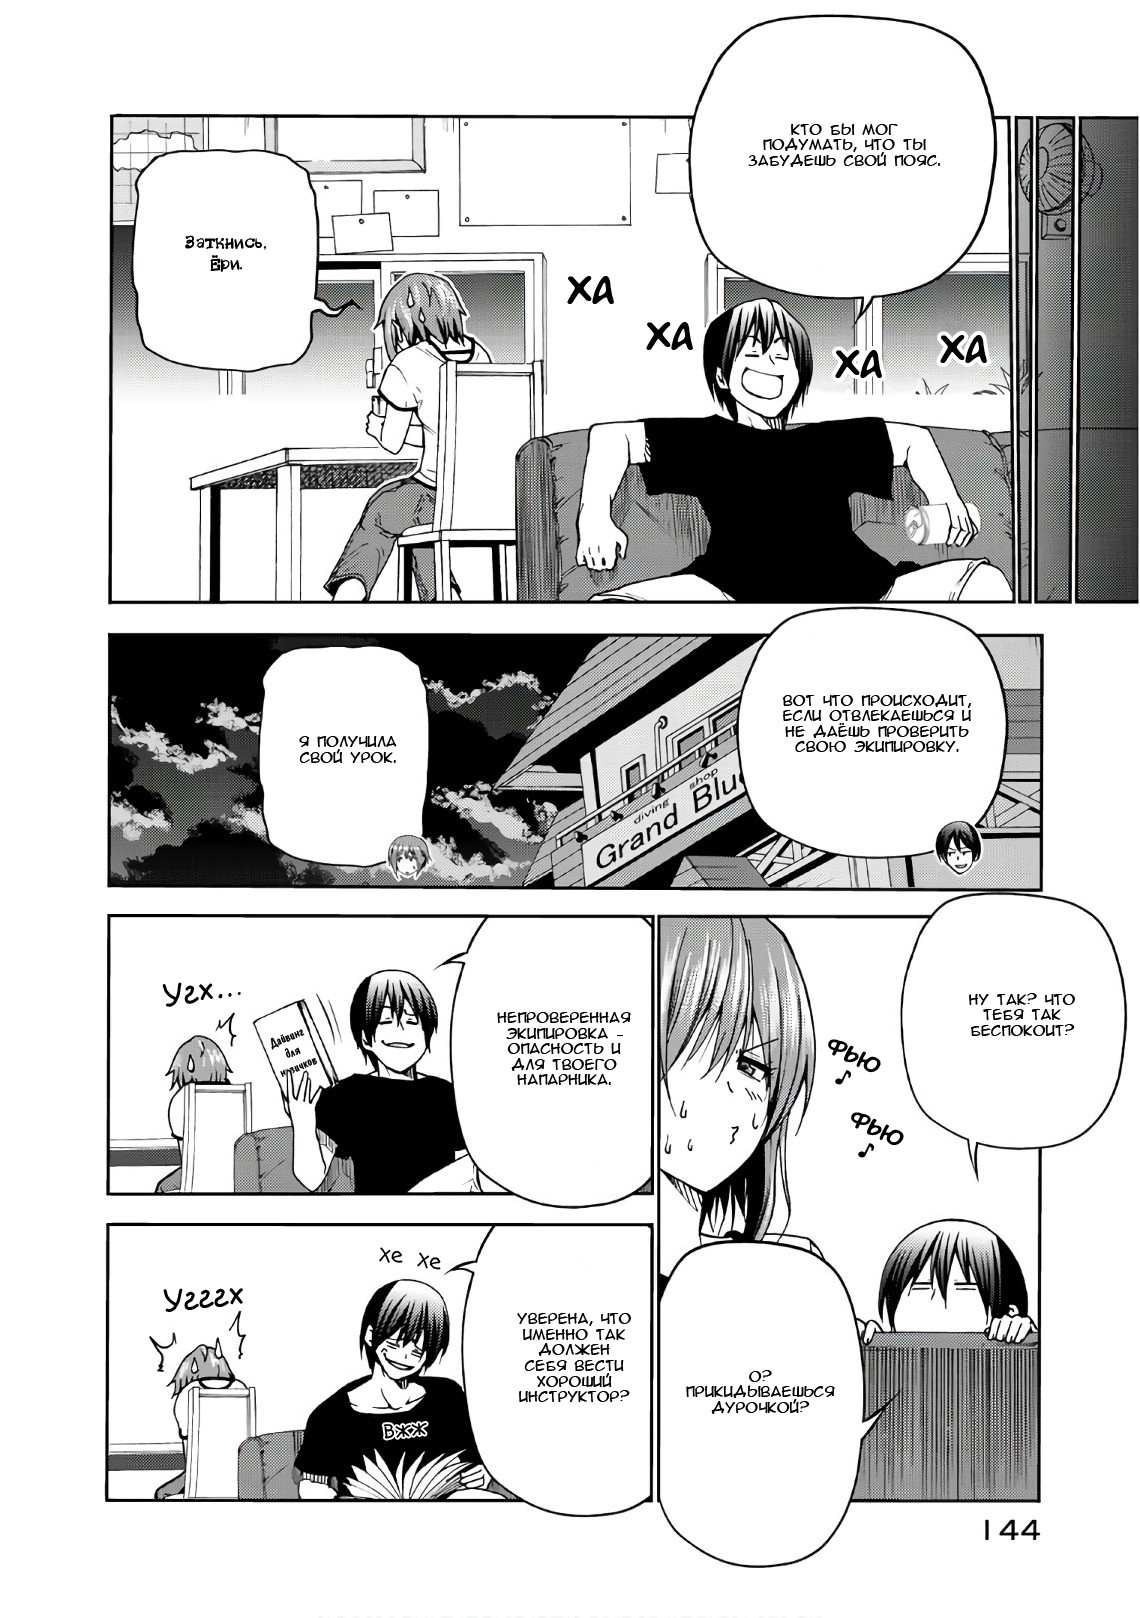 КТО БЫ МОГ
ПОДУМАТЬ, ЧТО ТЫ
ЗАБУДЕШЬ СВОЙ ПОЯС.
ХА
ХА
ХА
ХА
Заткнись,
Ёри.
ВОТ ЧТО ПРОИСХОДИТ,
ЕСЛИ ОТВЛЕКАЕШЬСЯ И
НЕ ДАЁШЬ ПРОВЕРИТЬ
СВОЮ ЭКИПИРОВКУ.
diving shop
Grand Blue
Я ПОЛУЧИЛА
СВОЙ УРОК.
НУ ТАК? ЧТО
ТЕБЯ ТАК
БЕСПОКОИТ?
ФЬЮ
ФЬЮ
О?
ПРИКИДЫВАЕШЬСЯ
ДУРОЧКОЙ?
НЕПРОВЕРЕННАЯ
ЭКИПИРОВКА –
ОПАСНОСТЬ И
ДЛЯ ТВОЕГО
НАПАРНИКА.
Дайвинг
для
новичков
Угх...
УВЕРЕНА, ЧТО
ИМЕННО ТАК
ДОЛЖЕН
СЕБЯ ВЕСТИ
ХОРОШИЙ
ИНСТРУКТОР?
хе хе
Угггх
ВЖЖ
144